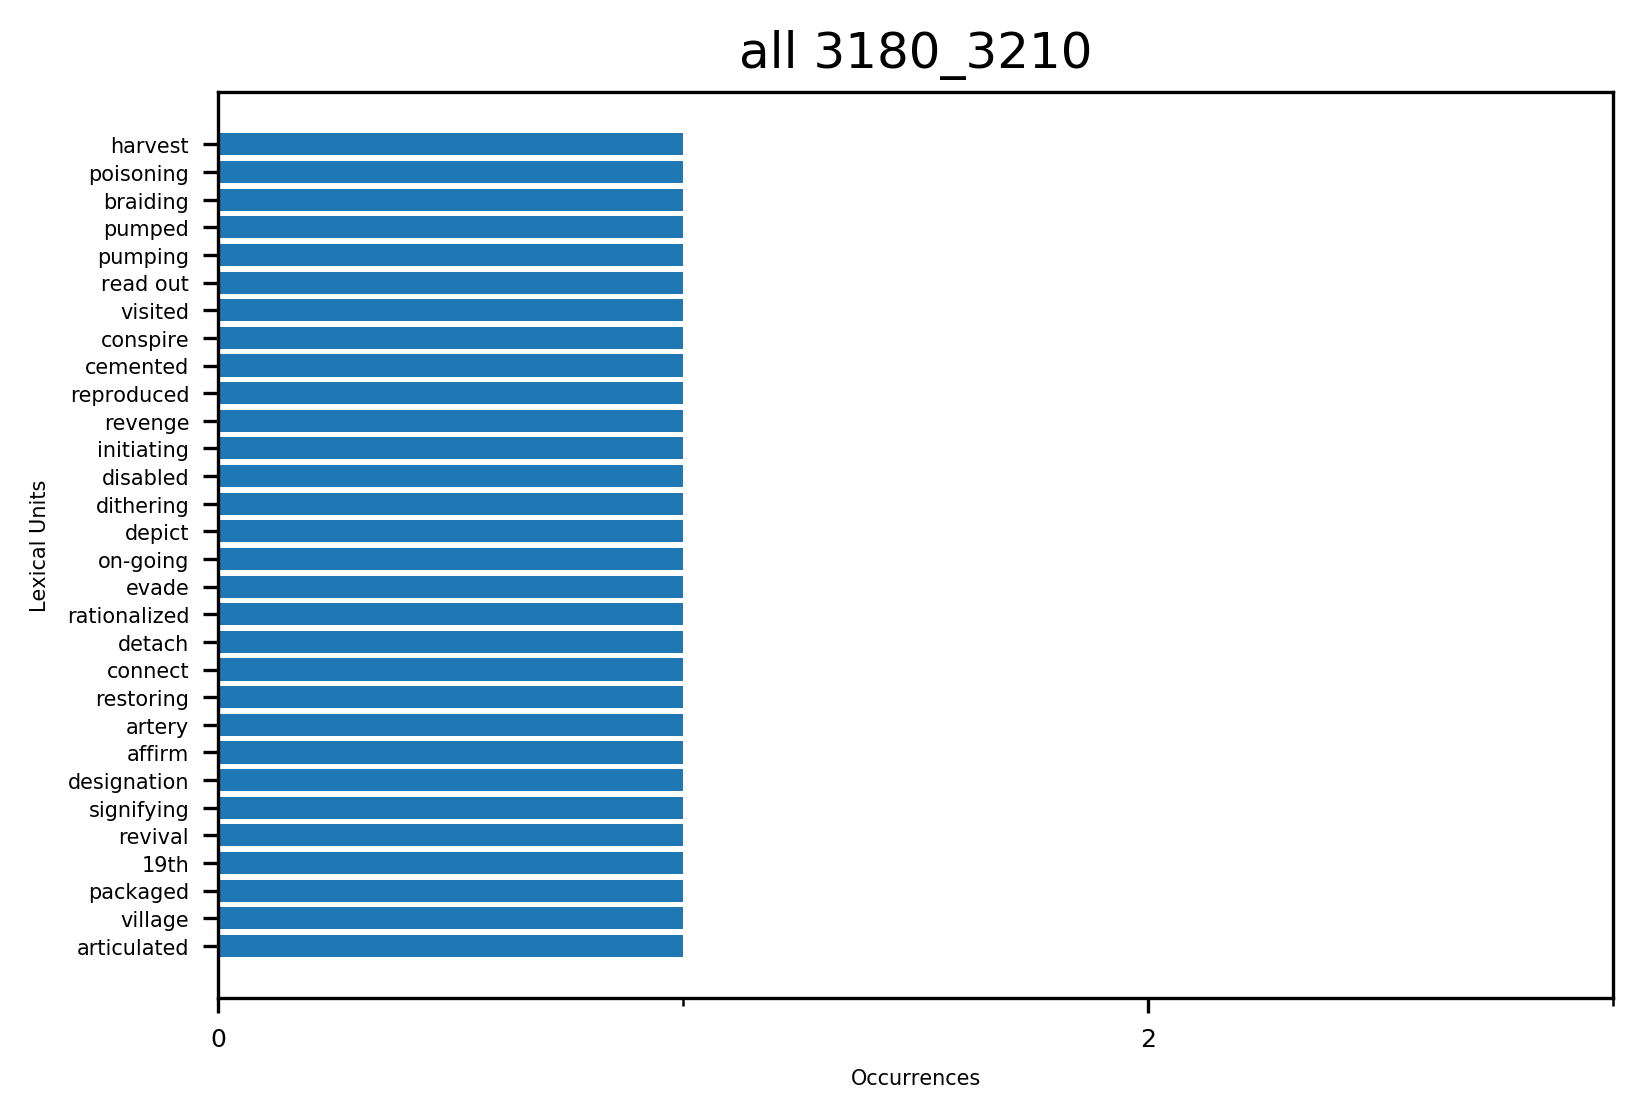 all 3180_3210
harvest
poisoning
braiding
pumped
pumping
read out
visited
conspire
cemented
reproduced
revenge
initiating
disabled
dithering
depict
on-going
evade
rationalized
detach
connect
restoring
artery
affirm
designation
signifying
revival
19th
packaged
village
articulated
Lexical Units
0 2
Occurrences